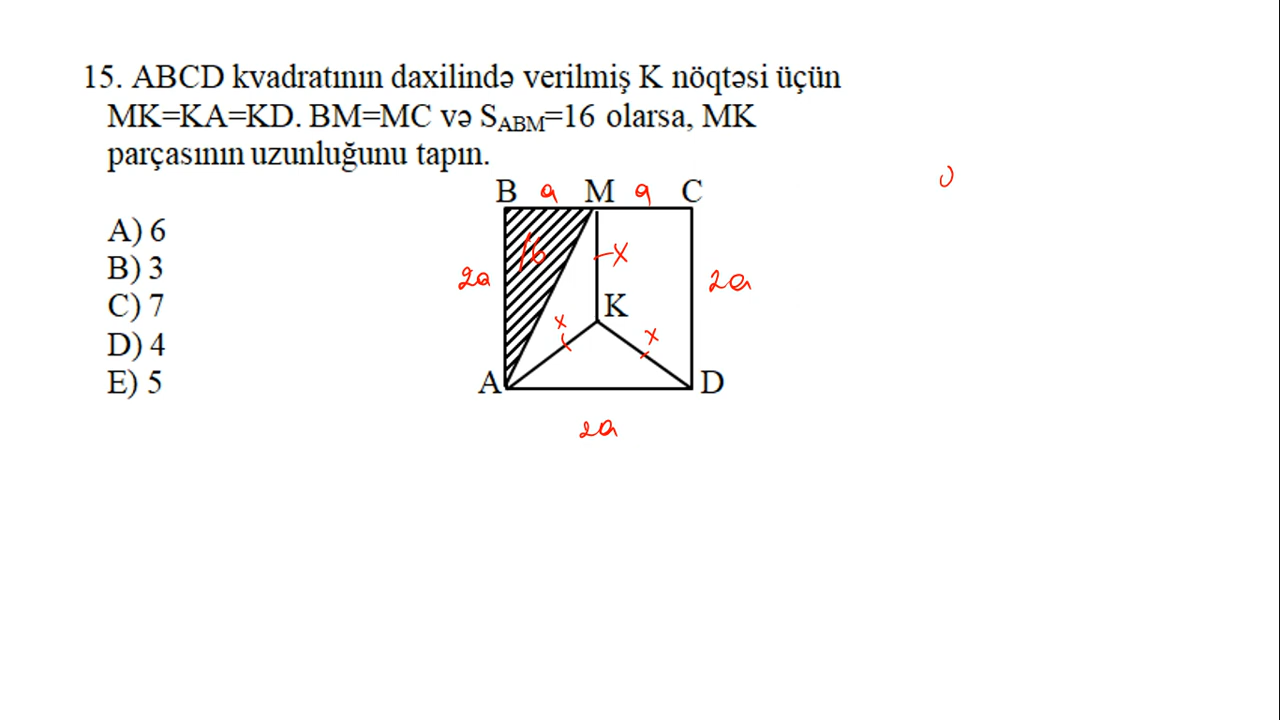 15. ABCD kvadratının daxilində verilmiş K nöqtəsi üçün
MK=KA=KD. BM=MC və S_ABM=16 olarsa, MK
parçasının uzunluğunu tapın.
B a M a C
A) 6
B) 3
C) 7
D) 4
E) 5
16
x
2a
2a
K
x
x
A
D
2a